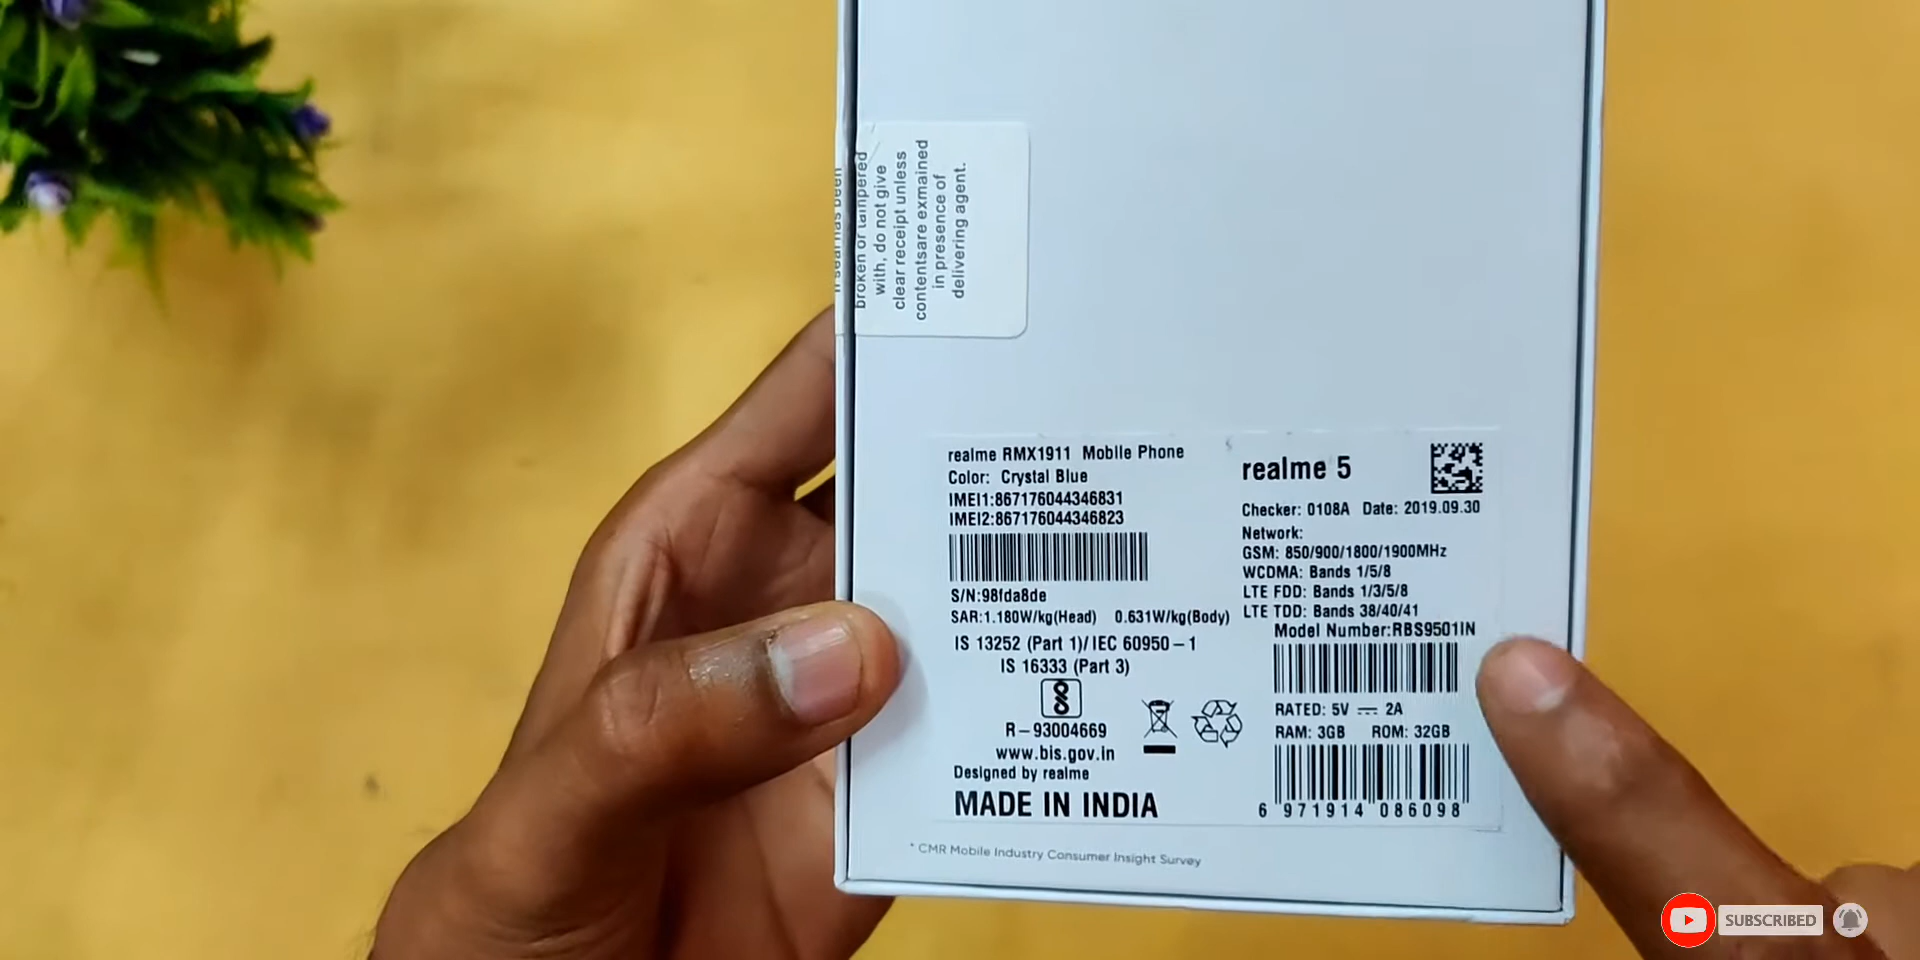 If seal has been
broken or tampered
with, do not give
clear receipt unless
contentsare exmained
in presence of
delivering agent.
realme RMX1911 Mobile Phone
Color: Crystal Blue
IMEI1:867176044346831
IMEI2:867176044346823
S/N:98fda8de
SAR:1.180W/kg(Head) 0.631W/kg(Body)
IS 13252 (Part 1)/ IEC 60950-1
IS 16333 (Part 3)
R-93004669
www.bis.gov.in
Designed by realme
MADE IN INDIA
realme 5
Checker: 0108A Date: 2019.09.30
Network:
GSM: 850/900/1800/1900MHz
WCDMA: Bands 1/5/8
LTE FDD: Bands 1/3/5/8
LTE TDD: Bands 38/40/41
Model Number:RBS9501IN
RATED: 5V ⎓ 2A
RAM: 3GB ROM: 32GB
6 971914 086098
* CMR Mobile Industry Consumer Insight Survey
SUBSCRIBED